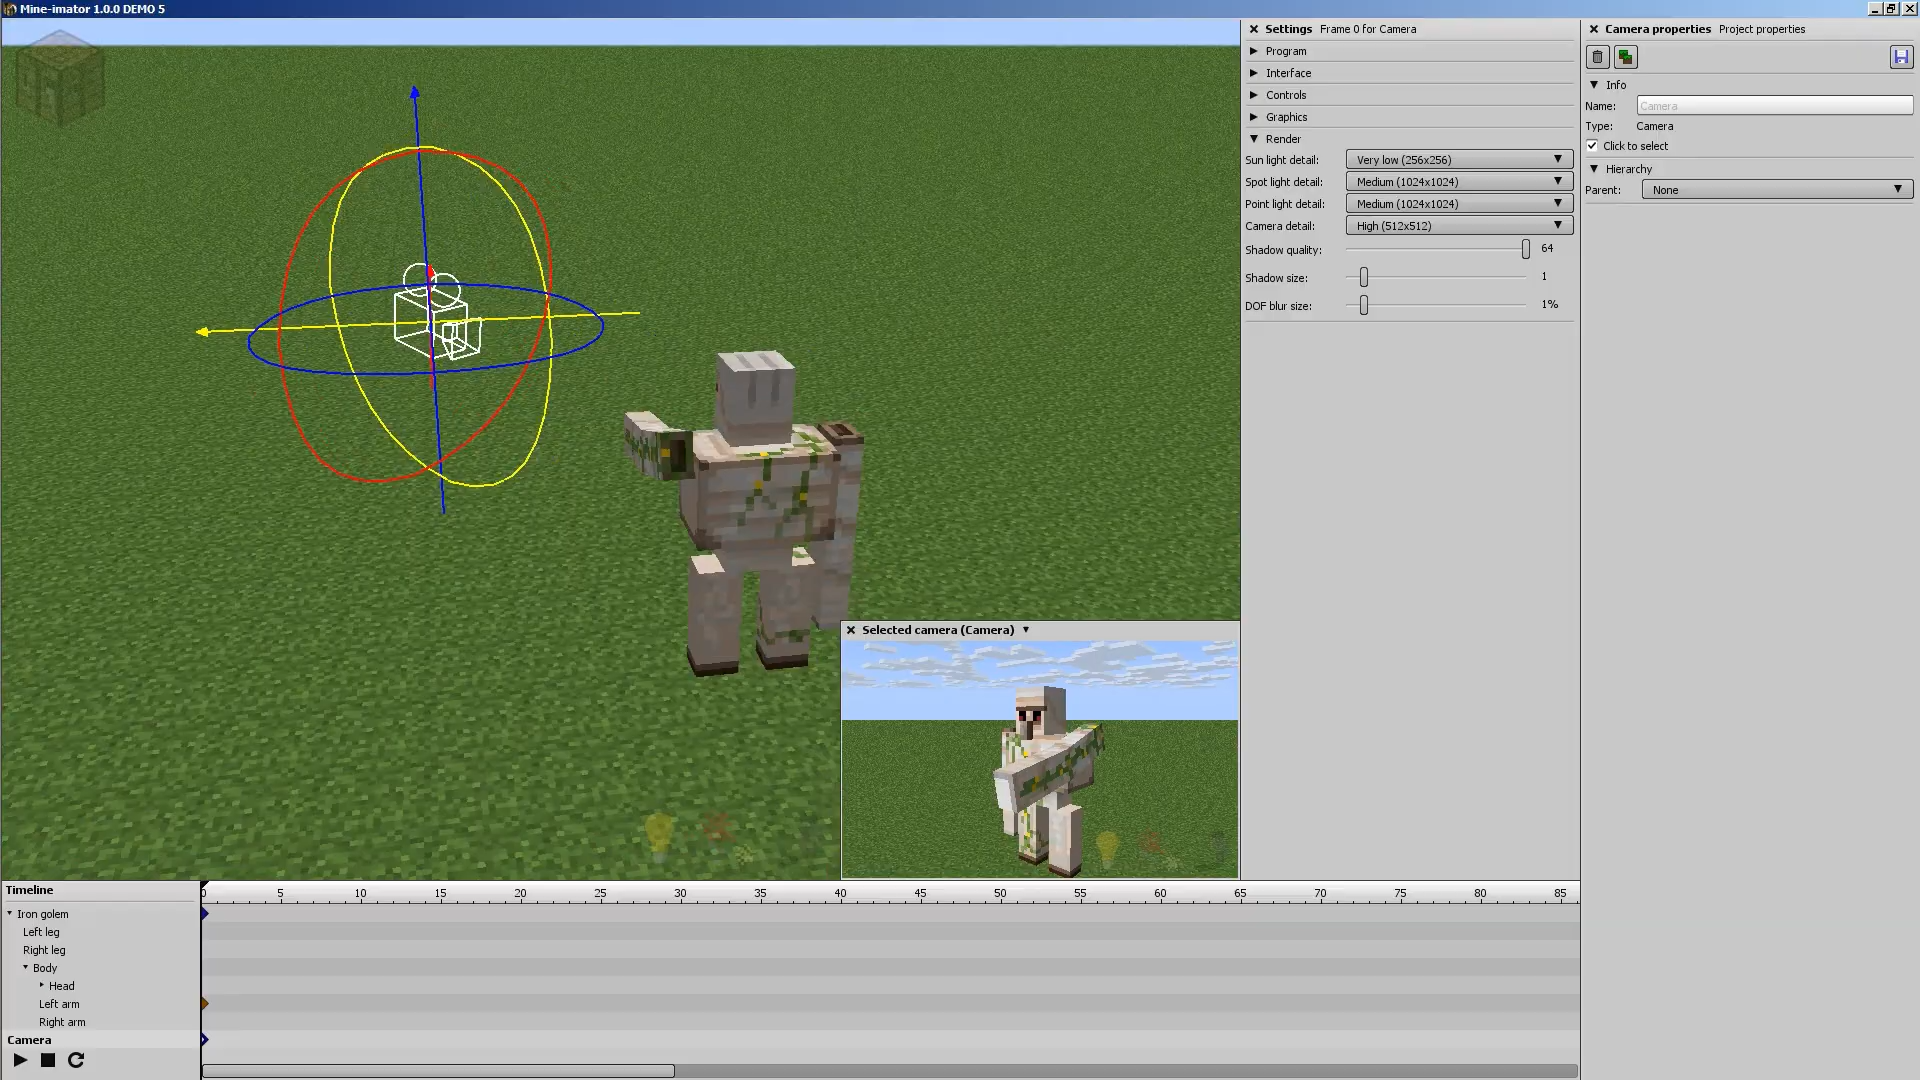 Mine-imator 1.0.0 DEMO 5
Settings Frame 0 for Camera
Program
Interface
Controls
Graphics
Render
Sun light detail: Very low (256x256)
Spot light detail: Medium (1024x1024)
Point light detail: Medium (1024x1024)
Camera detail: High (512x512)
Shadow quality: 64
Shadow size: 1
DOF blur size: 1%
Camera properties Project properties
Info
Name: Camera
Type: Camera
Click to select
Hierarchy
Parent: None
Selected camera (Camera)
Timeline
0 5 10 15 20 25 30 35 40 45 50 55 60 65 70 75 80 85
Iron golem
Left leg
Right leg
Body
Head
Left arm
Right arm
Camera